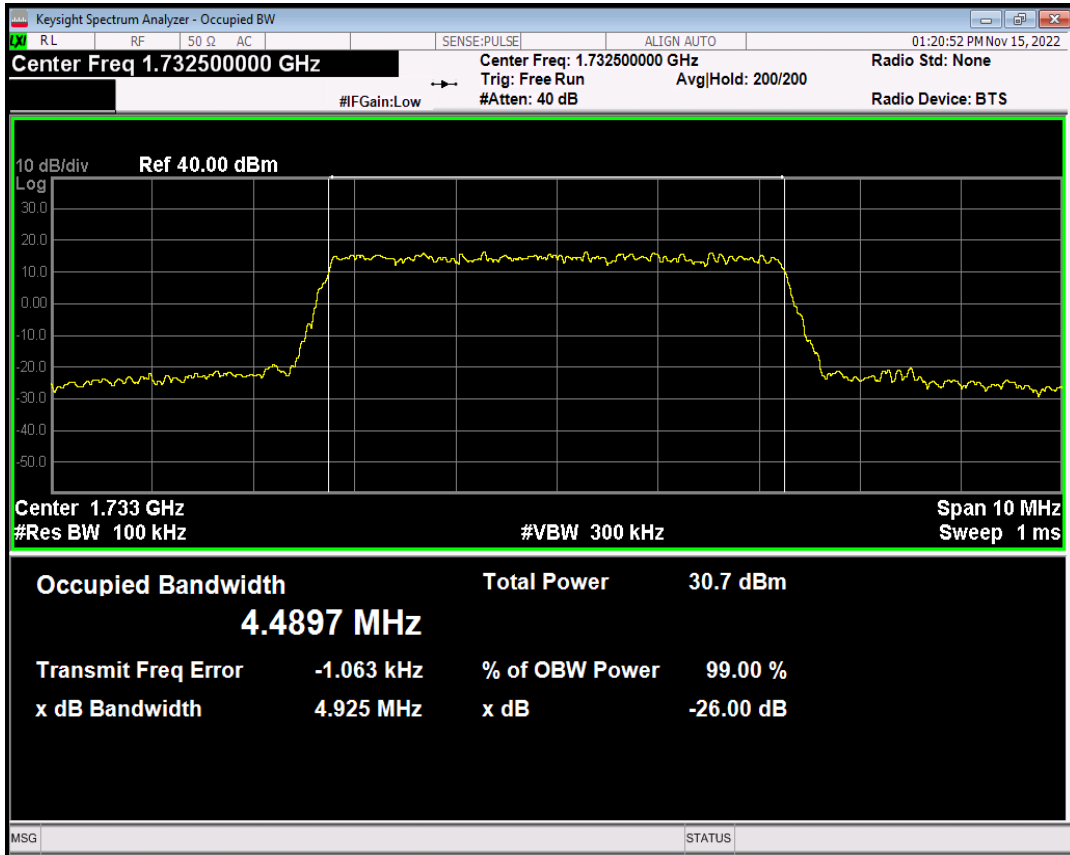 Keysight Spectrum Analyzer - Occupied BW
LXI RL RF 50 Ω AC SENSE:PULSE ALIGN AUTO 01:20:52 PM Nov 15, 2022
Center Freq 1.732500000 GHz
Center Freq: 1.732500000 GHz Radio Std: None
Trig: Free Run Avg|Hold: 200/200
#IFGain:Low #Atten: 40 dB Radio Device: BTS
10 dB/div Ref 40.00 dBm
Log
30.0
20.0
10.0
0.00
-10.0
-20.0
-30.0
-40.0
-50.0
Center 1.733 GHz Span 10 MHz
#Res BW 100 kHz #VBW 300 kHz Sweep 1 ms
Occupied Bandwidth Total Power 30.7 dBm
4.4897 MHz
Transmit Freq Error -1.063 kHz % of OBW Power 99.00 %
x dB Bandwidth 4.925 MHz x dB -26.00 dB
MSG STATUS